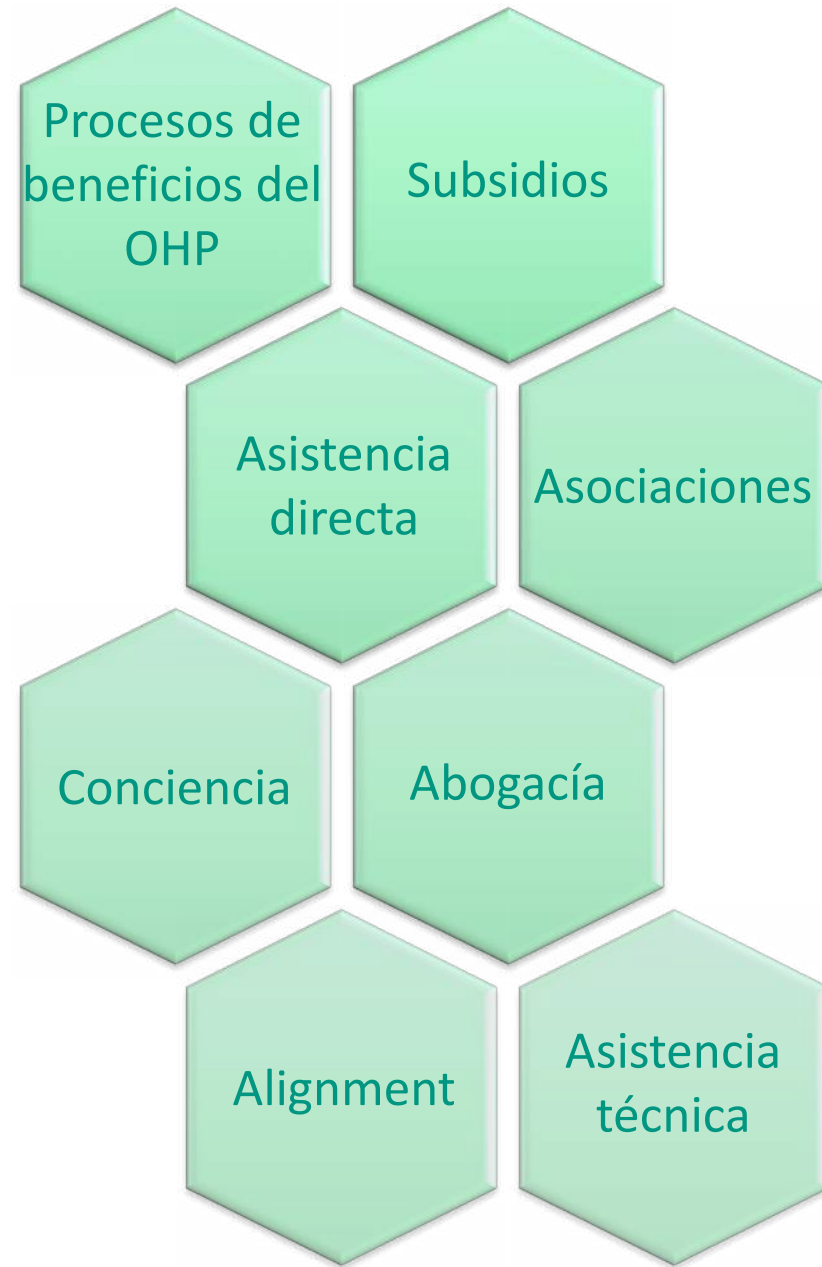 Procesos de
beneficios del
OHP
Subsidios
Asistencia
directa
Asociaciones
Conciencia
Abogacía
Alignment
Asistencia
técnica